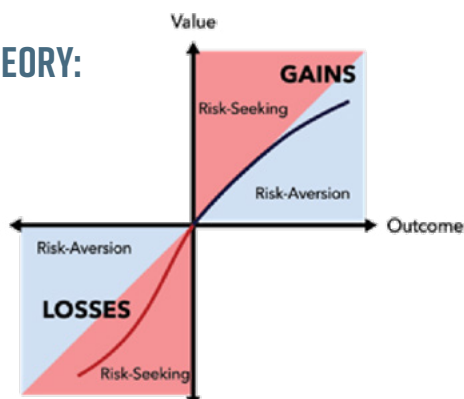 Value
EORY:
GAINS
Risk-Seeking
Risk-Aversion
Outcome
Risk-Aversion
LOSSES
Risk-Seeking